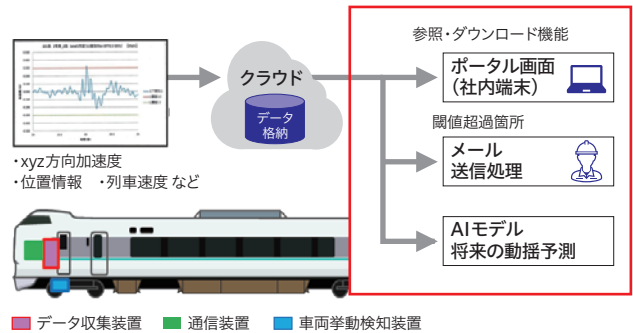 参照・ダウンロード機能
ポータル画面
(社内端末)
クラウド
データ
格納
閾値超過箇所
メール
送信処理
・xyz方向加速度
・位置情報 ・列車速度 など
AIモデル
将来の動揺予測
データ収集装置 通信装置 車両挙動検知装置